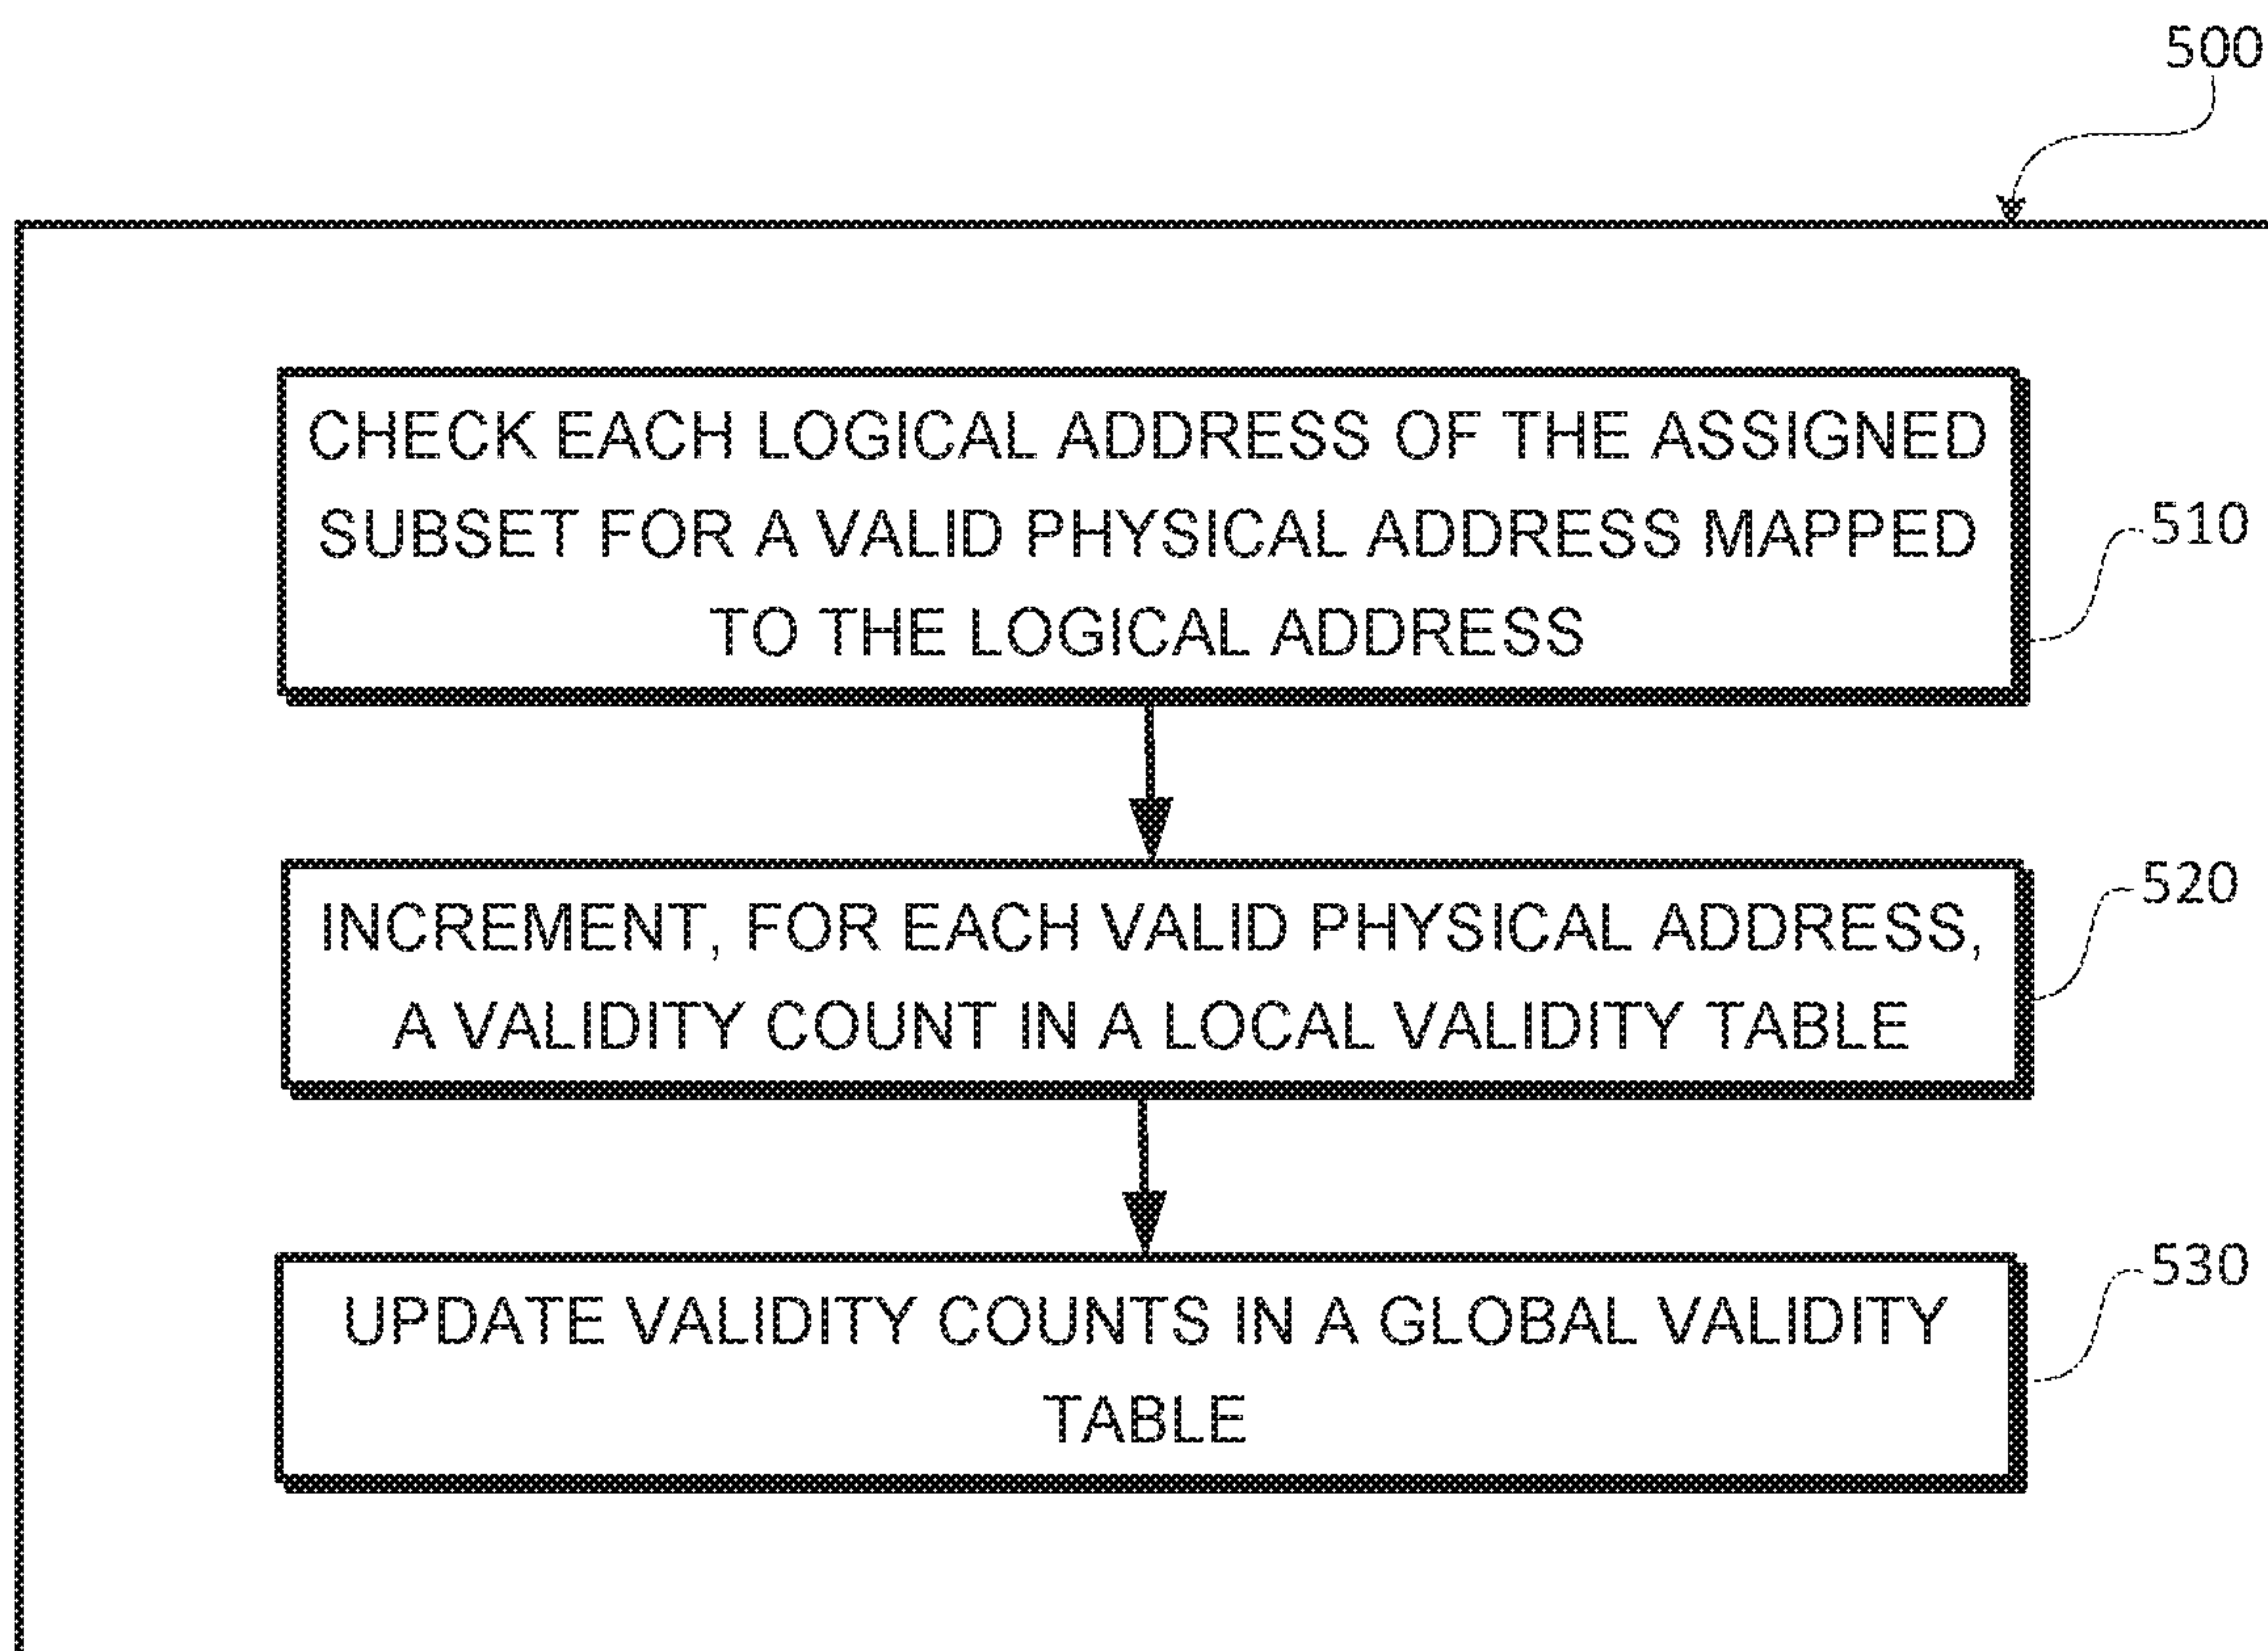 500
CHECK EACH LOGICAL ADDRESS OF THE ASSIGNED
SUBSET FOR A VALID PHYSICAL ADDRESS MAPPED
TO THE LOGICAL ADDRESS
510
INCREMENT, FOR EACH VALID PHYSICAL ADDRESS,
A VALIDITY COUNT IN A LOCAL VALIDITY TABLE
520
UPDATE VALIDITY COUNTS IN A GLOBAL VALIDITY
TABLE
530